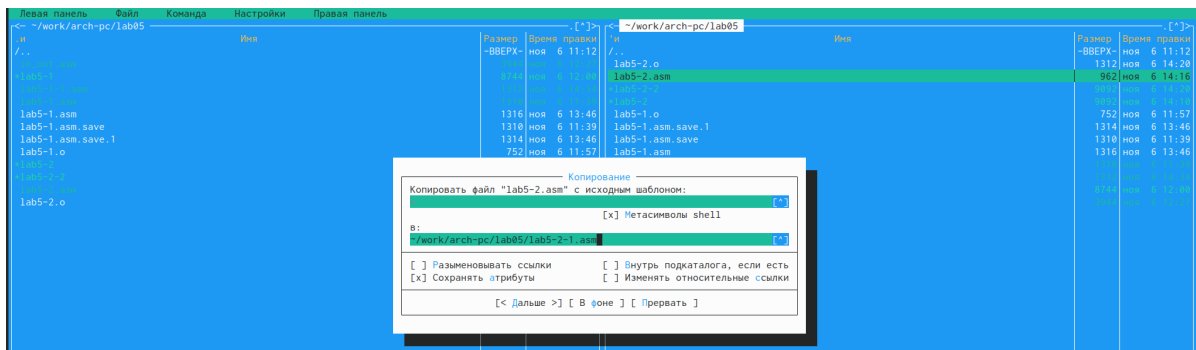 Левая панель Файл Команда Настройки Правая панель
<- ~/work/arch-pc/lab05 .[^]>
.и Имя Размер Время правки
/.. -ВВЕРХ- ноя 6 11:12
*lab5-1 8744 ноя 6 12:00
lab5-1.asm 1316 ноя 6 13:46
lab5-1.asm.save 1310 ноя 6 11:39
lab5-1.asm.save.1 1314 ноя 6 13:46
lab5-1.o 752 ноя 6 11:57
*lab5-2
*lab5-2-2
lab5-2.o
<- ~/work/arch-pc/lab05 .[^]>
'и Имя Размер Время правки
/.. -ВВЕРХ- ноя 6 11:12
lab5-2.o 1312 ноя 6 14:20
lab5-2.asm 962 ноя 6 14:16
*lab5-2-2 9092 ноя 6 14:20
*lab5-2 9092 ноя 6 14:10
lab5-1.o 752 ноя 6 11:57
lab5-1.asm.save.1 1314 ноя 6 13:46
lab5-1.asm.save 1310 ноя 6 11:39
lab5-1.asm 1316 ноя 6 13:46
8744 ноя 6 12:00
Копирование
Копировать файл "lab5-2.asm" с исходным шаблоном:
[^]
[x] Метасимволы shell
в:
~/work/arch-pc/lab05/lab5-2-1.asm [^]
[ ] Разыменовывать ссылки [ ] Внутрь подкаталога, если есть
[x] Сохранять атрибуты [ ] Изменять относительные ссылки
[< Дальше >] [ В фоне ] [ Прервать ]